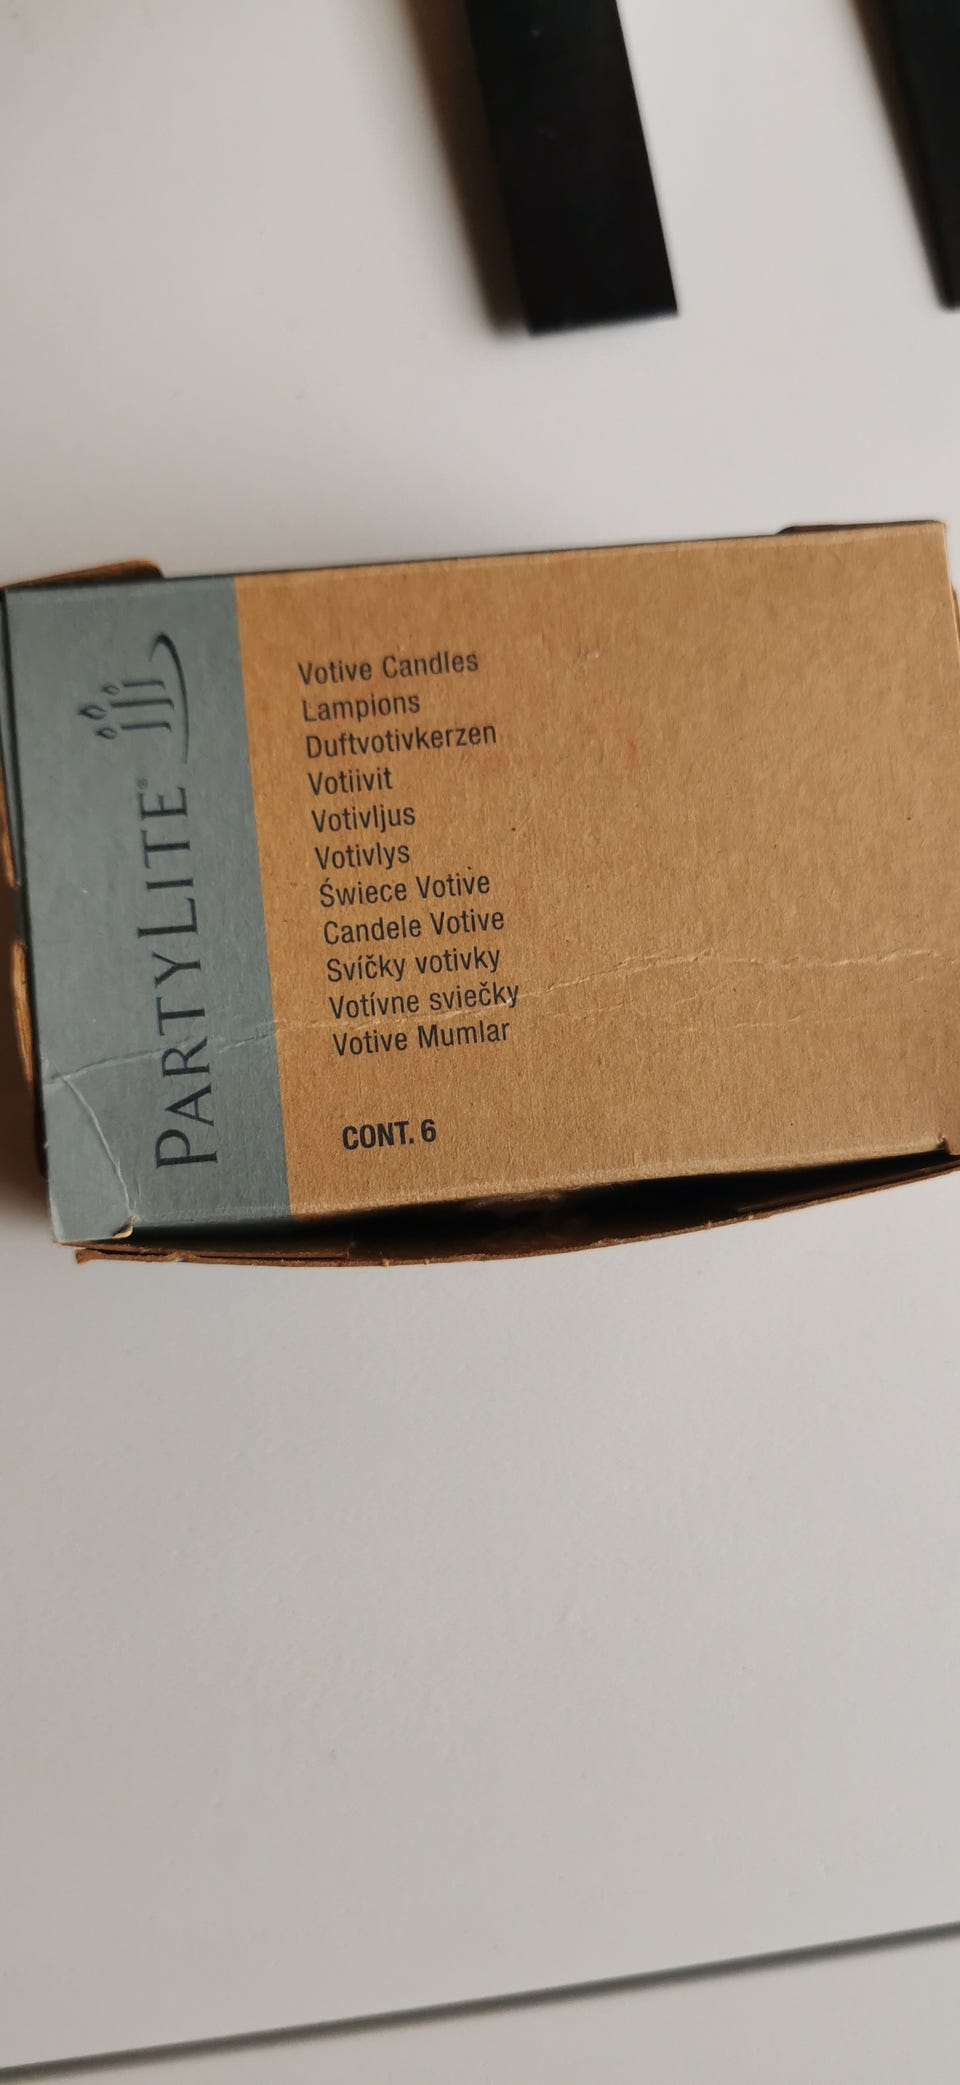 PARTYLITE®
Votive Candles
Lampions
Duftvotivkerzen
Votiivit
Votivljus
Votivlys
Świece Votive
Candele Votive
Svíčky votivky
Votívne sviečky
Votive Mumlar
CONT. 6